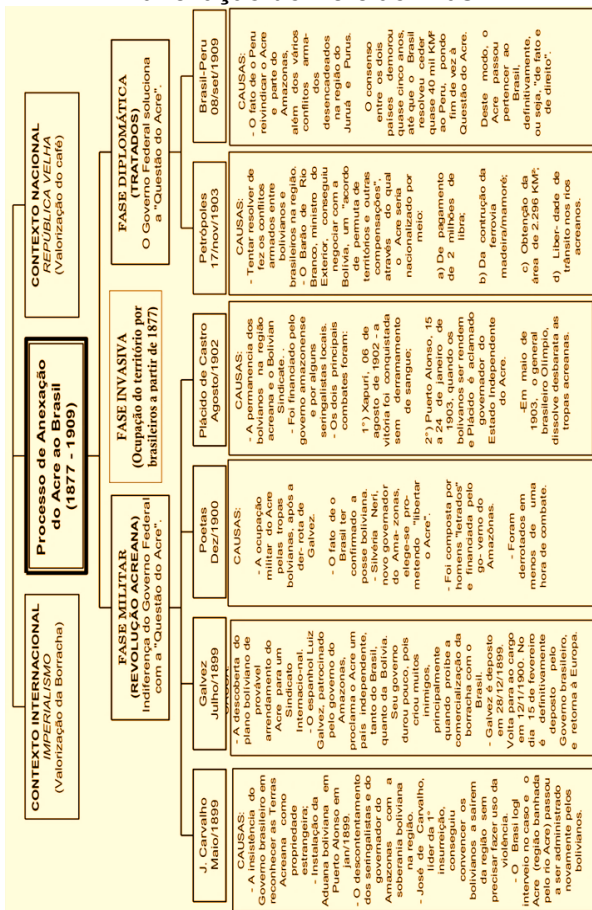 Processo de Anexação
do Acre ao Brasil
(1877 - 1909)
CONTEXTO INTERNACIONAL
IMPERIALISMO
(Valorização da Borracha)
CONTEXTO NACIONAL
REPÚBLICA VELHA
(Valorização do café)
FASE MILITAR
(REVOLUÇÃO ACREANA)
Indiferença do Governo Federal
com a "Questão do Acre".
FASE INVASIVA
(Ocupação do território por
brasileiros a partir de 1877)
FASE DIPLOMÁTICA
(TRATADOS)
O Governo Federal soluciona
a "Questão do Acre".
J. Carvalho
Maio/1899
CAUSAS:
- A insistência do
Governo brasileiro em
reconhecer as Terras
Acreana como
propriedade
estrangeira;
- Instalação da
Aduana boliviana em
Puerto Alonso em
jan/1899.
- O descontentamento
dos seringalistas e do
governador do
Amazonas com a
soberania boliviana
na região.
- José de Carvalho,
líder da 1°
insurreição,
conseguiu
convencer os
bolivianos a saírem
da região sem
precisar fazer uso da
violência.
- O Brasi logl
interveio no caso e o
Acre (região banhada
pelo rio Acre) passou
a ser administrado
novamente pelos
bolivianos.
Galvez
Julho/1899
- A descoberta do
plano boliviano de
provável
arrendamento do
Acre para um
Sindicato
Internacio-nal.
- O espanhol Luiz
Galvez, patrocinado
pelo governo do
Amazonas,
proclama o Acre um
país independente,
tanto do Brasil,
quanto da Bolívia.
Seu governo
durou pouco, pois
criou muitos
inimigos,
principalmente
quando proíbe a
comercialização da
borracha com o
Brasil.
- Galvez é deposto
em 28/12/1899.
Volta para ao cargo
em 12/1/1900. No
dia 15 de fevereiro
é definitivamente
deposto pelo
Governo brasileiro,
e retorna à Europa.
Poetas
Dez/1900
CAUSAS:
- A ocupação
militar do Acre
pelas tropas
bolivianas, após a
der- rota de
Galvez.
- O fato de o
Brasil ter
confirmado a
posse boliviana.
- Silvéria Neri,
novo governador
do Ama- zonas,
elege-se pro-
metendo "libertar
o Acre".
- Foi composta por
homens "letrados"
e financiada pelo
go- verno do
Amazônas.
- Foram
derrotados em
menos de uma
hora de combate.
Plácido de Castro
Agosto/1902
CAUSAS:
- A permanencia dos
bolvianos na região
acreana e o Bolivian
Sindicate..
- Foi financiado pelo
governo amazonense
e por alguns
seringalistas locais.
- Os dois principais
combates foram:
1°) Xapuri, 06 de
agosto de 1902 - a
vitória foi conquistada
sem derramamento
de sangue;
2°) Puerto Alonso, 15
a 24 de janeiro de
1903, quando os
bolivanos ser rendem
e Plácido é aclamado
governador do
Estado Independente
do Acre.
-Em maio de
1903, o general
brasileiro Olímpio,
dissolve desbarata as
tropas acreanas.
Petrópoles
17/nov/1903
CAUSAS:
- Tentar resolver de
fez os conflitos
armados entre
bolivianos e
brasileiros na região.
- O Barão de Rio
Branco, ministro do
Exterior, conseguiu
negociar com a
Bolívia, um "acordo
de permuta de
territórios e outras
compensações",
através do qual
o Acre seria
nacionalizado por
meio:
a) De pagamento
de 2 milhões de
libra;
b) Da contrução da
ferrovia
madeira/mamoré;
c) Obtenção da
área de 2.296 KM²;
d) Liber- dade de
trânsito nos rios
acreanos.
Brasil-Peru
08/set/1909
CAUSAS:
- O fato de o Peru
reivindicar o Acre
e parte do
Amazonas,
além dos vários
conflitos arma-
dos
desencadeados
na região do
Juruá e Purus.
O consenso
entre os dois
países demorou
quase cinco anos,
até que o Brasil
resolveu ceder
quase 40 mil KM²
ao Peru, pondo
fim de vez à
Questão do Acre.
Deste modo, o
Acre passou
pertencer ao
Brasil,
definitivamente,
ou seja, "de fato e
de direito".